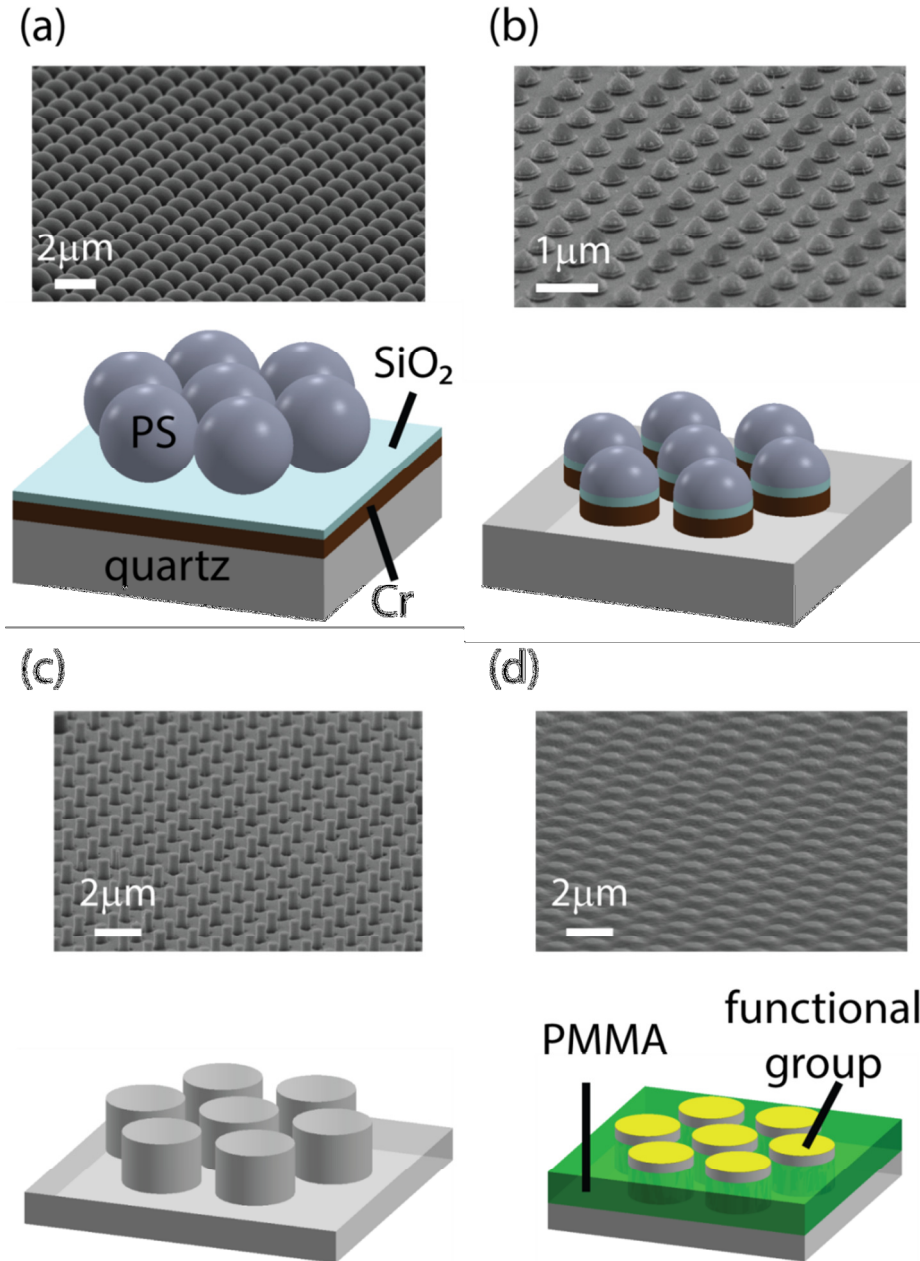 (a)
(b)
2μm
1μm
SiO₂
PS
quartz
Cr
(c)
(d)
2μm
2μm
functional
PMMA
group